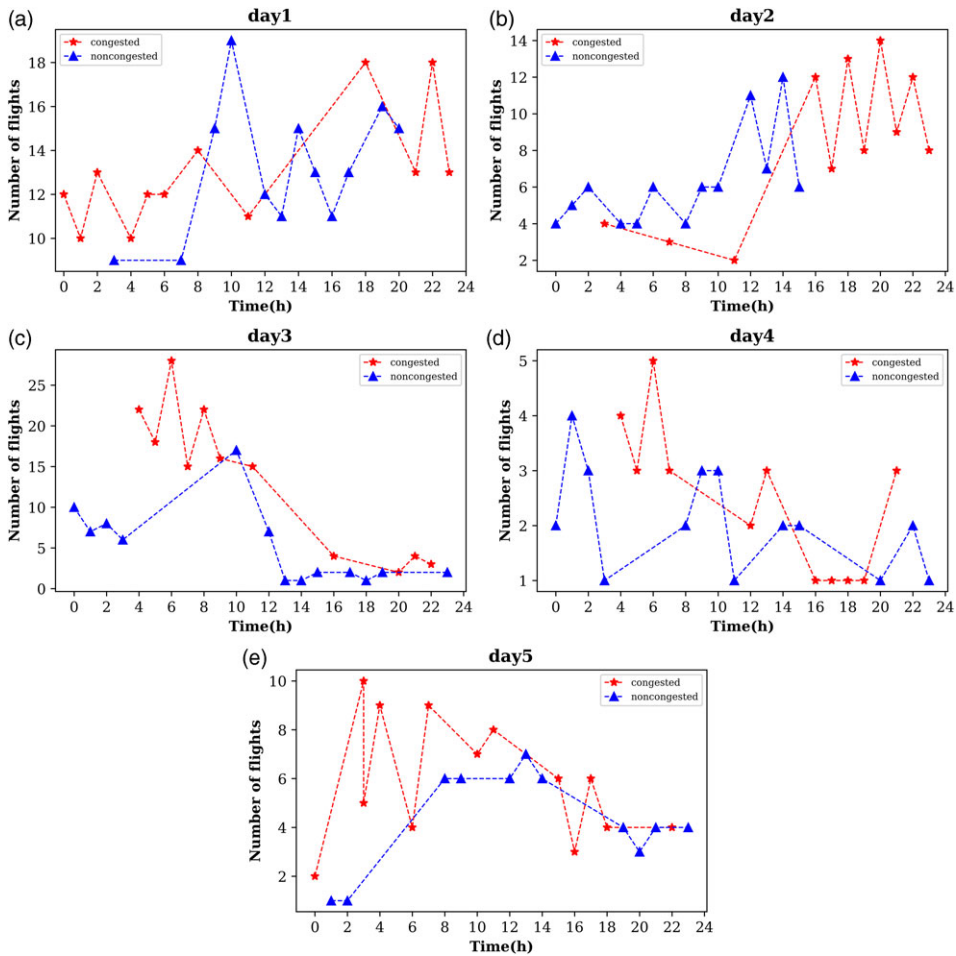 (a)
day1
congested
noncongested
Number of flights
18
16
14
12
10
0 2 4 6 8 10 12 14 16 18 20 22 24
Time(h)
(b)
day2
congested
noncongested
Number of flights
14
12
10
8
6
4
2
0 2 4 6 8 10 12 14 16 18 20 22 24
Time(h)
(c)
day3
congested
noncongested
Number of flights
25
20
15
10
5
0
0 2 4 6 8 10 12 14 16 18 20 22 24
Time(h)
(d)
day4
congested
noncongested
Number of flights
5
4
3
2
1
0 2 4 6 8 10 12 14 16 18 20 22 24
Time(h)
(e)
day5
congested
noncongested
Number of flights
10
8
6
4
2
0 2 4 6 8 10 12 14 16 18 20 22 24
Time(h)